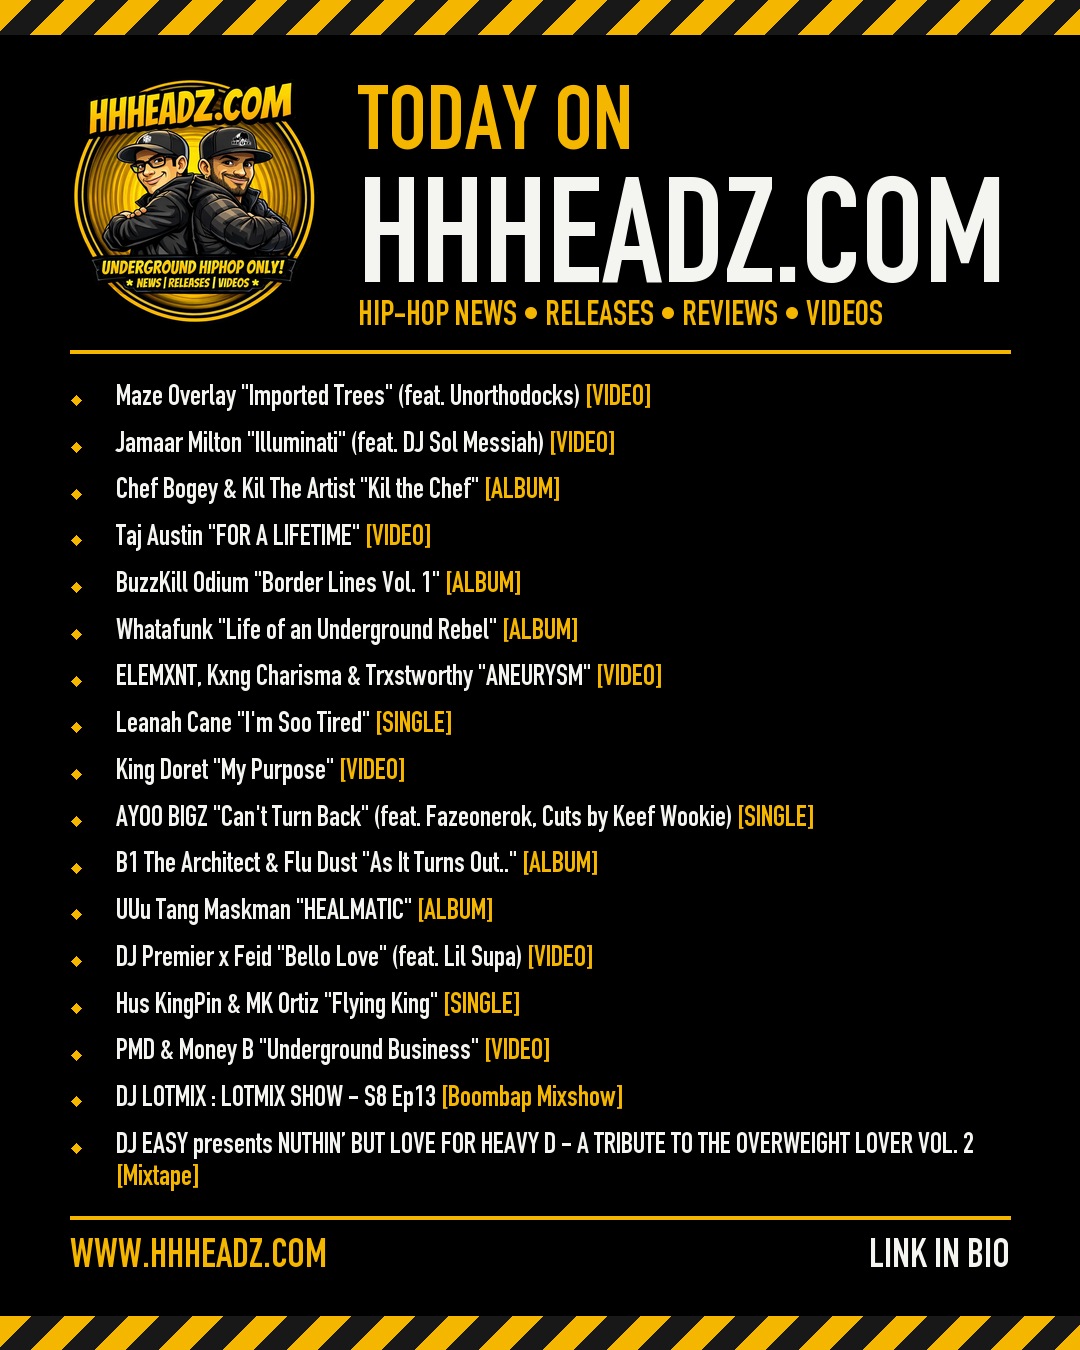 HHHEADZ.COM
UNDERGROUND HIPHOP ONLY!
* NEWS | RELEASES | VIDEOS *
TODAY ON
HHHEADZ.COM
HIP-HOP NEWS • RELEASES • REVIEWS • VIDEOS
Maze Overlay "Imported Trees" (feat. Unorthodocks) [VIDEO]
Jamaar Milton "Illuminati" (feat. DJ Sol Messiah) [VIDEO]
Chef Bogey & Kil The Artist "Kil the Chef" [ALBUM]
Taj Austin "FOR A LIFETIME" [VIDEO]
BuzzKill Odium "Border Lines Vol. 1" [ALBUM]
Whatafunk "Life of an Underground Rebel" [ALBUM]
ELEMXNT, Kxng Charisma & Trxstworthy "ANEURYSM" [VIDEO]
Leanah Cane "I'm Soo Tired" [SINGLE]
King Doret "My Purpose" [VIDEO]
AYOO BIGZ "Can't Turn Back" (feat. Fazeonerok, Cuts by Keef Wookie) [SINGLE]
B1 The Architect & Flu Dust "As It Turns Out.." [ALBUM]
UUu Tang Maskman "HEALMATIC" [ALBUM]
DJ Premier x Feid "Bello Love" (feat. Lil Supa) [VIDEO]
Hus KingPin & MK Ortiz "Flying King" [SINGLE]
PMD & Money B "Underground Business" [VIDEO]
DJ LOTMIX : LOTMIX SHOW - S8 Ep13 [Boombap Mixshow]
DJ EASY presents NUTHIN’ BUT LOVE FOR HEAVY D - A TRIBUTE TO THE OVERWEIGHT LOVER VOL. 2
[Mixtape]
WWW.HHHEADZ.COM
LINK IN BIO